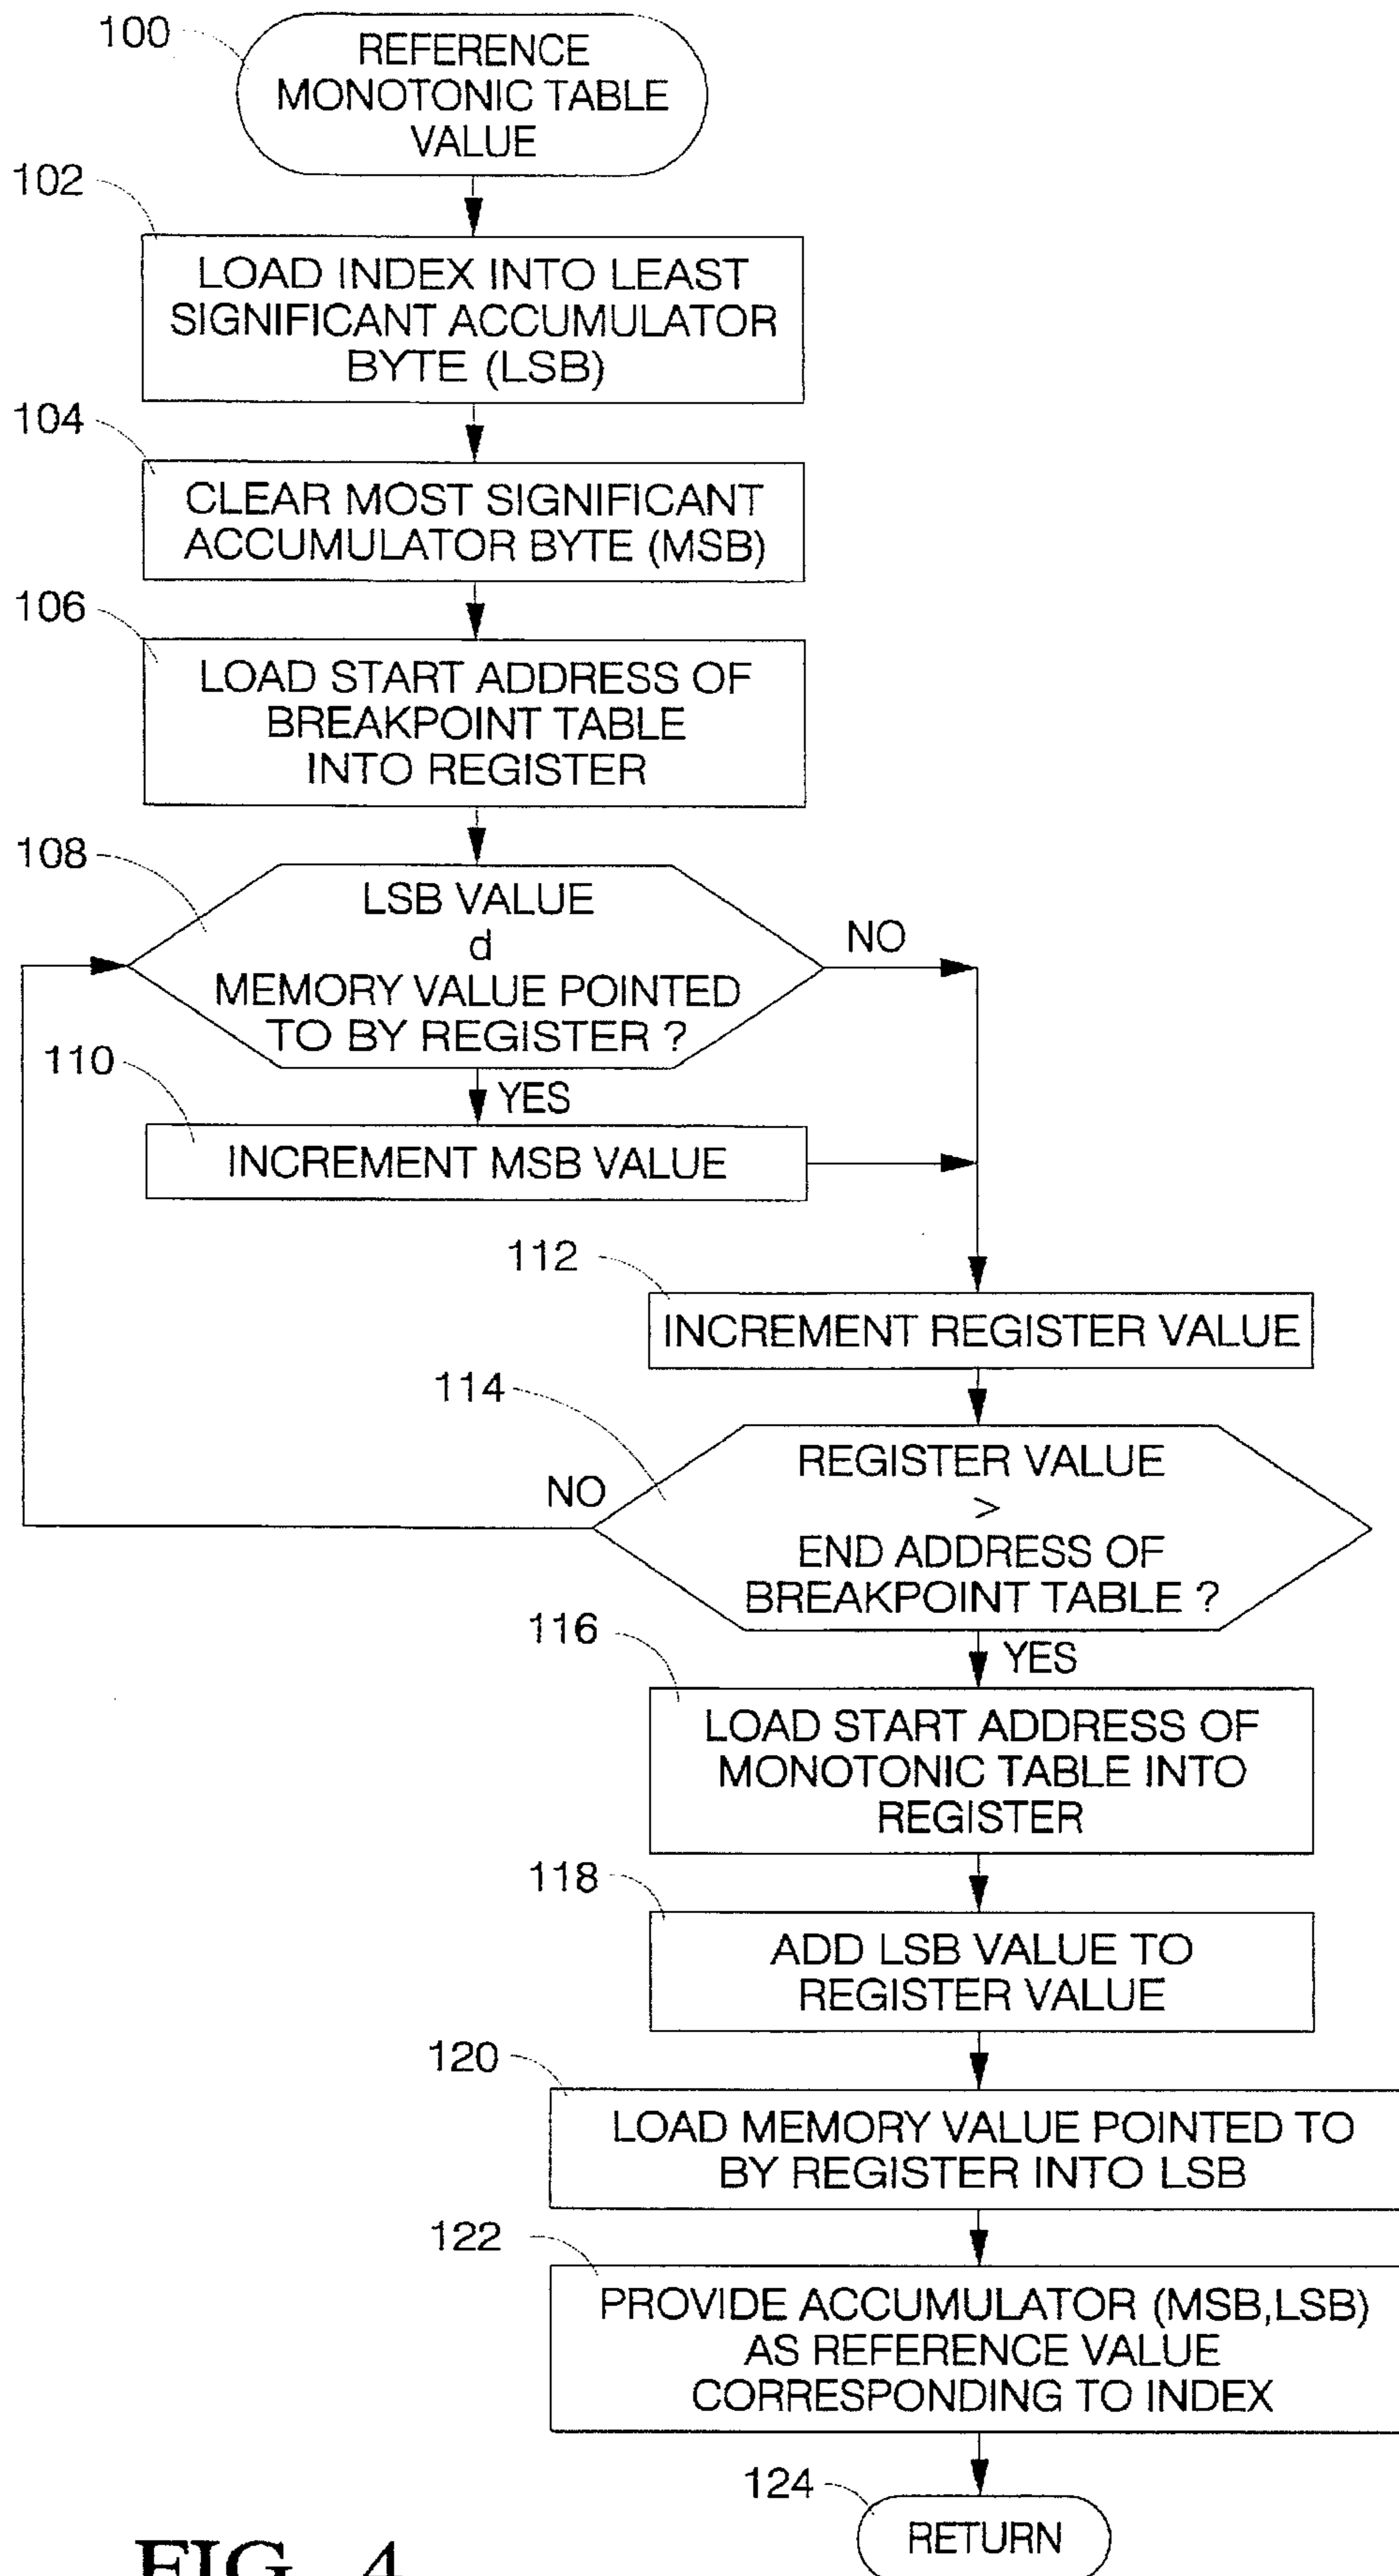 100
REFERENCE
MONOTONIC TABLE
VALUE
102
LOAD INDEX INTO LEAST
SIGNIFICANT ACCUMULATOR
BYTE (LSB)
104
CLEAR MOST SIGNIFICANT
ACCUMULATOR BYTE (MSB)
106
LOAD START ADDRESS OF
BREAKPOINT TABLE
INTO REGISTER
108
LSB VALUE
d
MEMORY VALUE POINTED
TO BY REGISTER ?
NO
YES
110
INCREMENT MSB VALUE
112
INCREMENT REGISTER VALUE
114
REGISTER VALUE
>
END ADDRESS OF
BREAKPOINT TABLE ?
NO
YES
116
LOAD START ADDRESS OF
MONOTONIC TABLE INTO
REGISTER
118
ADD LSB VALUE TO
REGISTER VALUE
120
LOAD MEMORY VALUE POINTED TO
BY REGISTER INTO LSB
122
PROVIDE ACCUMULATOR (MSB,LSB)
AS REFERENCE VALUE
CORRESPONDING TO INDEX
124
RETURN
FIG. 4